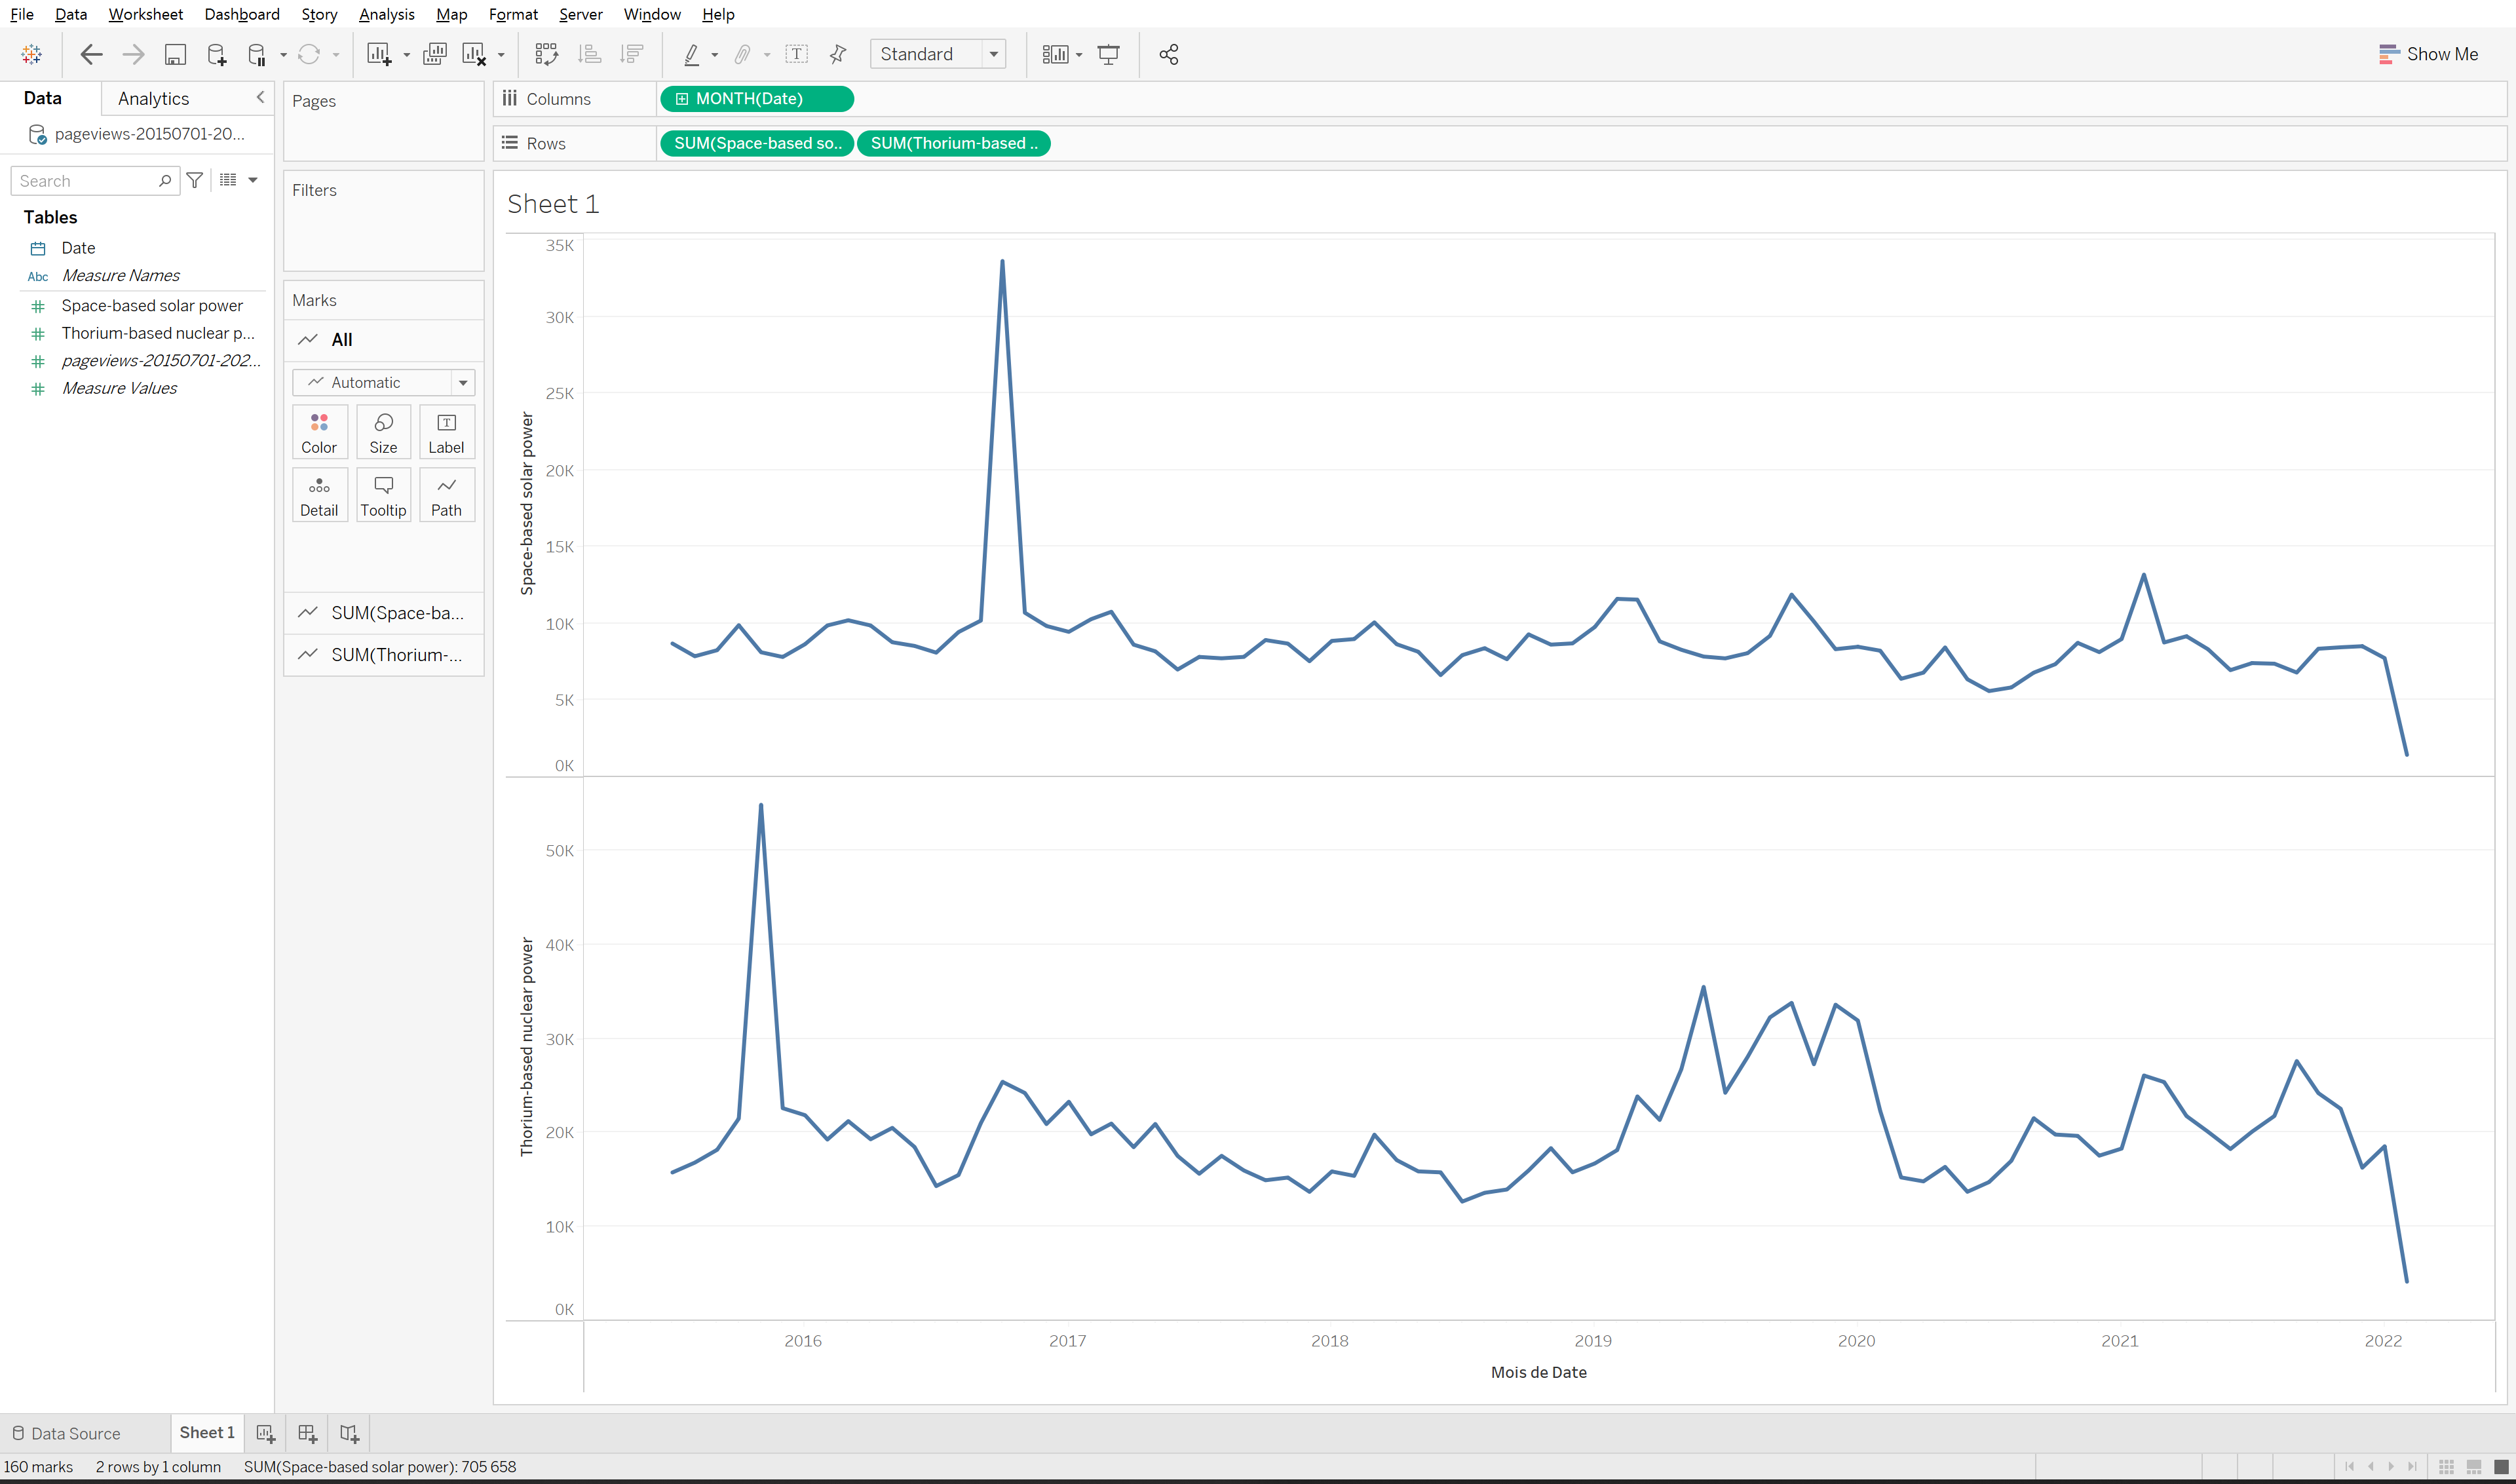 File Data Worksheet Dashboard Story Analysis Map Format Server Window Help
Standard
Show Me
Data Analytics
pageviews-20150701-20...
Search
Tables
Date
Abc Measure Names
Space-based solar power
Thorium-based nuclear p...
pageviews-20150701-202...
Measure Values
Pages
Filters
Marks
All
Automatic
Color Size Label
Detail Tooltip Path
SUM(Space-ba...
SUM(Thorium-...
Columns MONTH(Date)
Rows SUM(Space-based so.. SUM(Thorium-based ..
Sheet 1
Space-based solar power
35K
30K
25K
20K
15K
10K
5K
0K
Thorium-based nuclear power
50K
40K
30K
20K
10K
0K
2016 2017 2018 2019 2020 2021 2022
Mois de Date
Data Source Sheet 1
160 marks 2 rows by 1 column SUM(Space-based solar power): 705 658